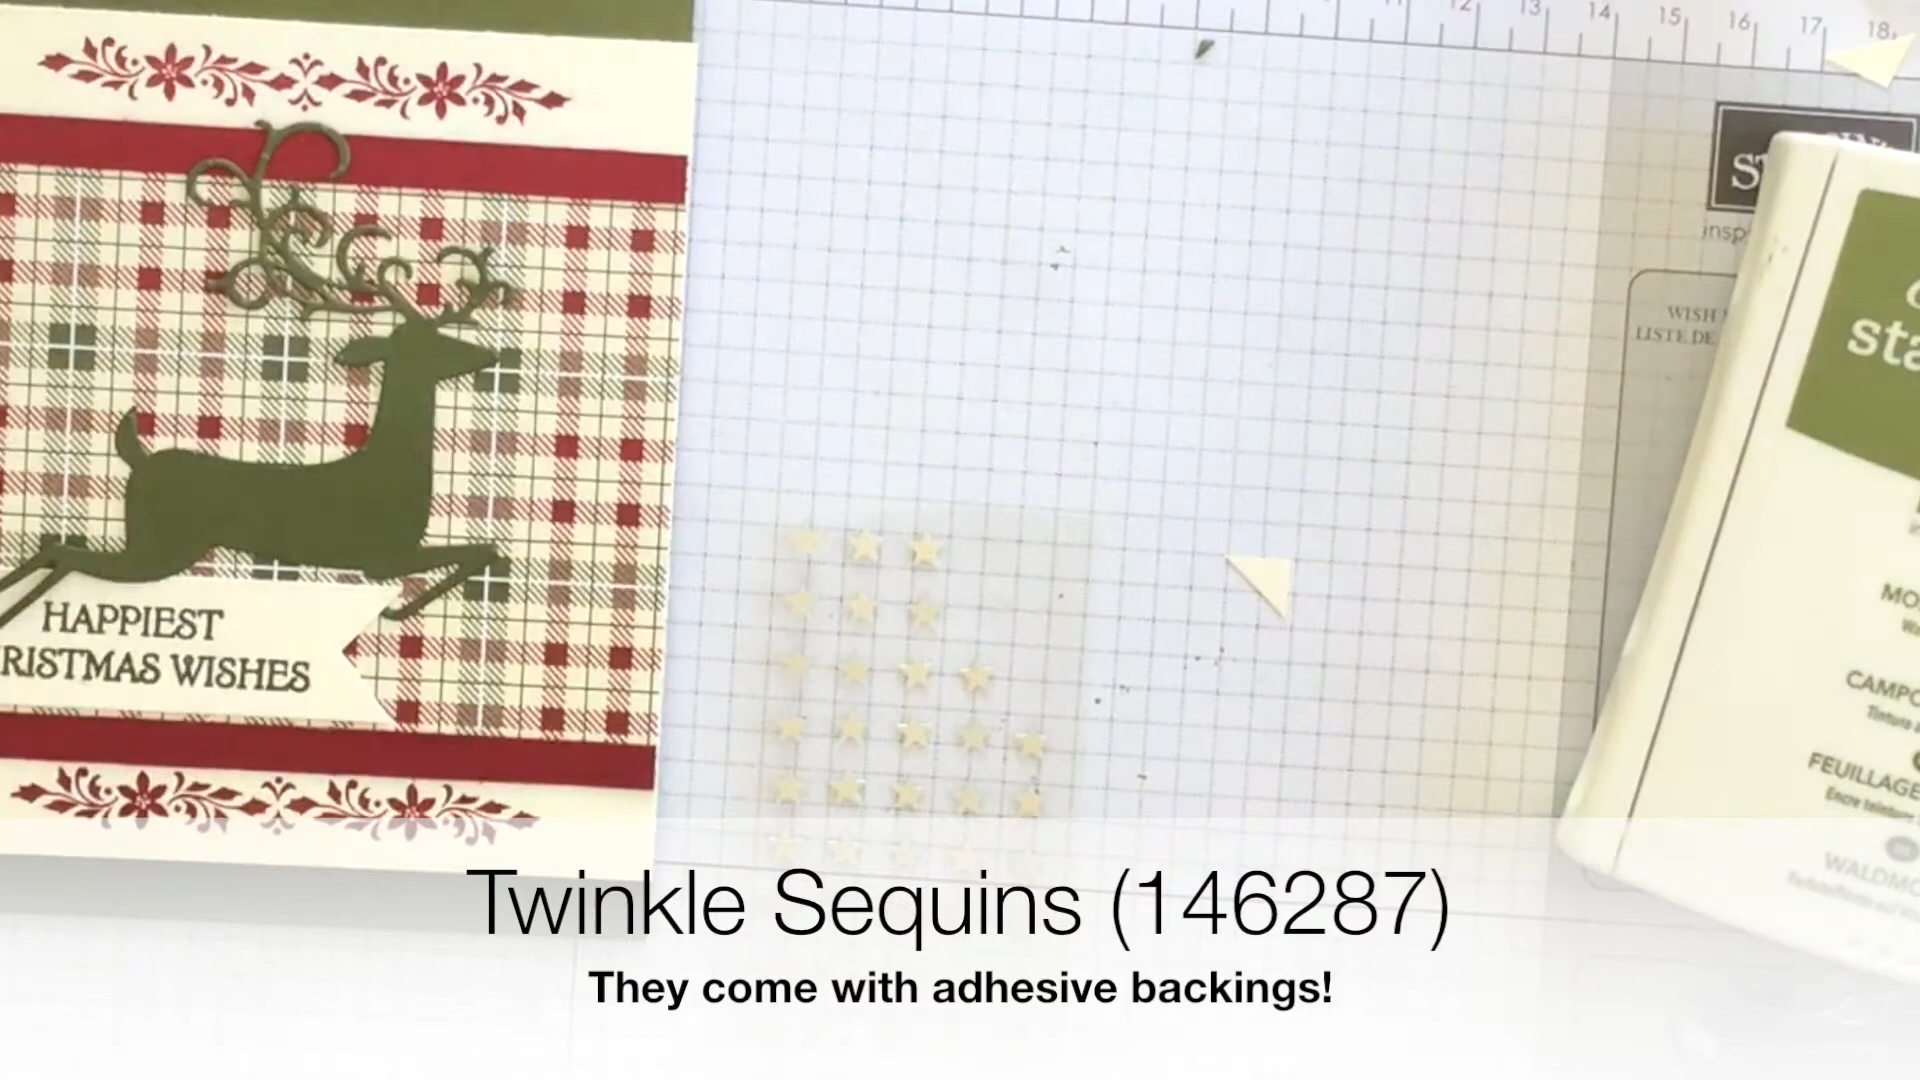 12 13 14 15 16 17 18
HAPPIEST
RISTMAS WISHES
WISH
LISTE DE
sta
FEUILLAGE
Twinkle Sequins (146287)
They come with adhesive backings!